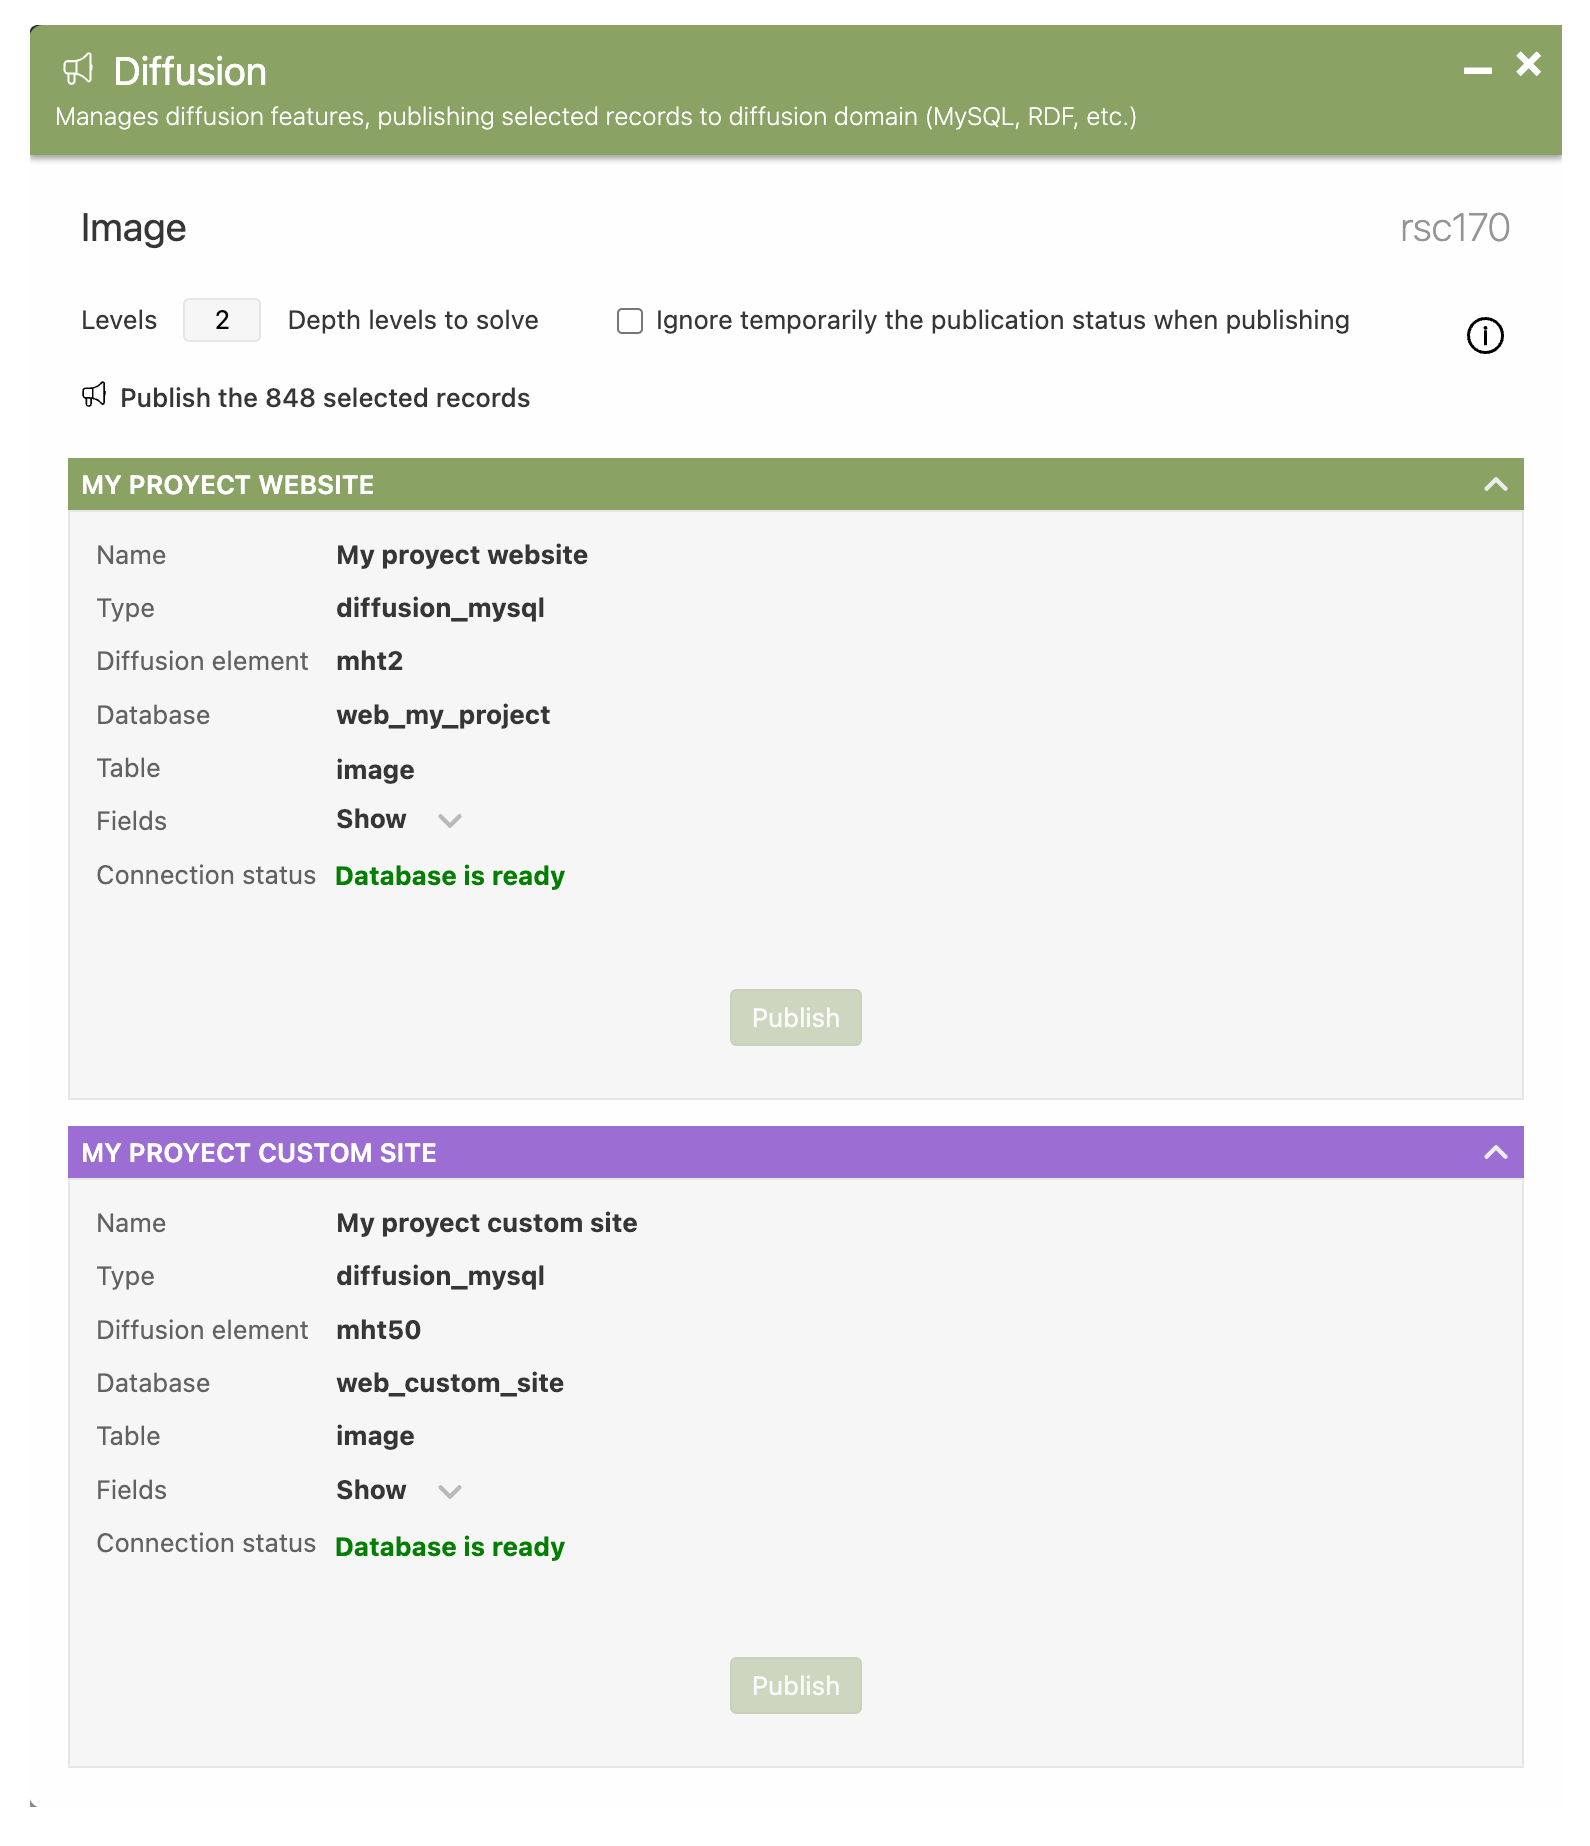 Diffusion
Manages diffusion features, publishing selected records to diffusion domain (MySQL, RDF, etc.)
Image rsc170
Levels 2 Depth levels to solve Ignore temporarily the publication status when publishing
Publish the 848 selected records
MY PROYECT WEBSITE
Name My proyect website
Type diffusion_mysql
Diffusion element mht2
Database web_my_project
Table image
Fields Show
Connection status Database is ready
Publish
MY PROYECT CUSTOM SITE
Name My proyect custom site
Type diffusion_mysql
Diffusion element mht50
Database web_custom_site
Table image
Fields Show
Connection status Database is ready
Publish